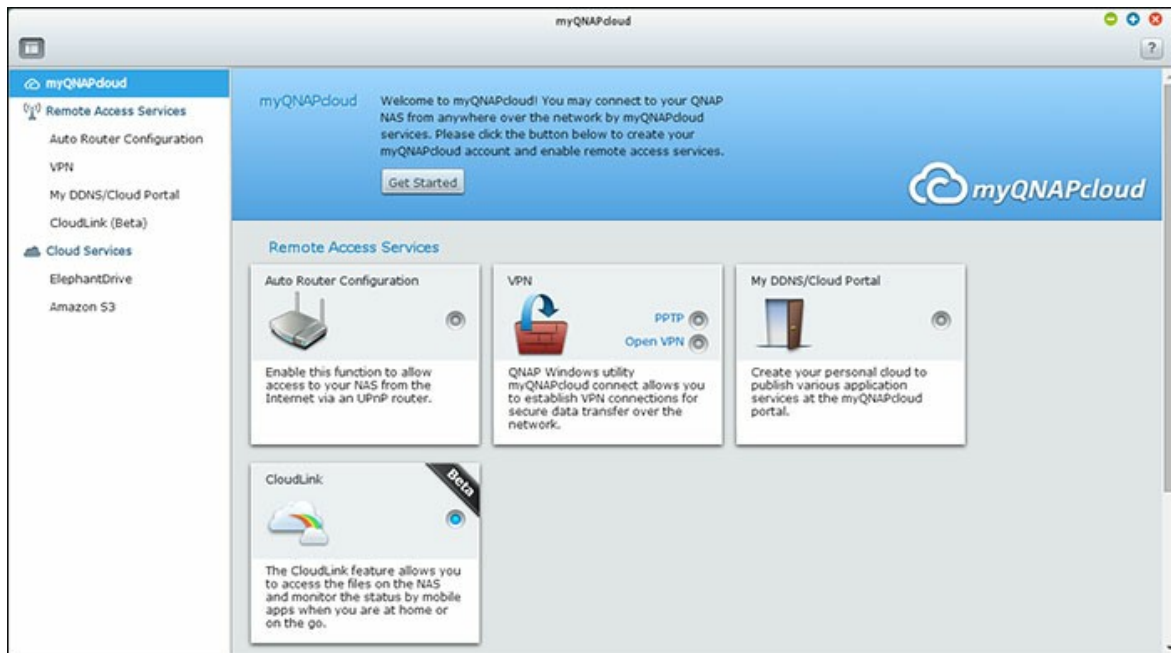 myQNAPcloud
?
myQNAPcloud
Remote Access Services
Auto Router Configuration
VPN
My DDNS/Cloud Portal
CloudLink (Beta)
Cloud Services
ElephantDrive
Amazon S3
myQNAPcloud
Welcome to myQNAPcloud! You may connect to your QNAP
NAS from anywhere over the network by myQNAPcloud
services. Please click the button below to create your
myQNAPcloud account and enable remote access services.
Get Started
myQNAPcloud
Remote Access Services
Auto Router Configuration
Enable this function to allow
access to your NAS from the
Internet via an UPnP router.
VPN
PPTP
Open VPN
QNAP Windows utility
myQNAPcloud connect allows you
to establish VPN connections for
secure data transfer over the
network.
My DDNS/Cloud Portal
Create your personal cloud to
publish various application
services at the myQNAPcloud
portal.
CloudLink
Beta
The CloudLink feature allows you
to access the files on the NAS
and monitor the status by mobile
apps when you are at home or
on the go.